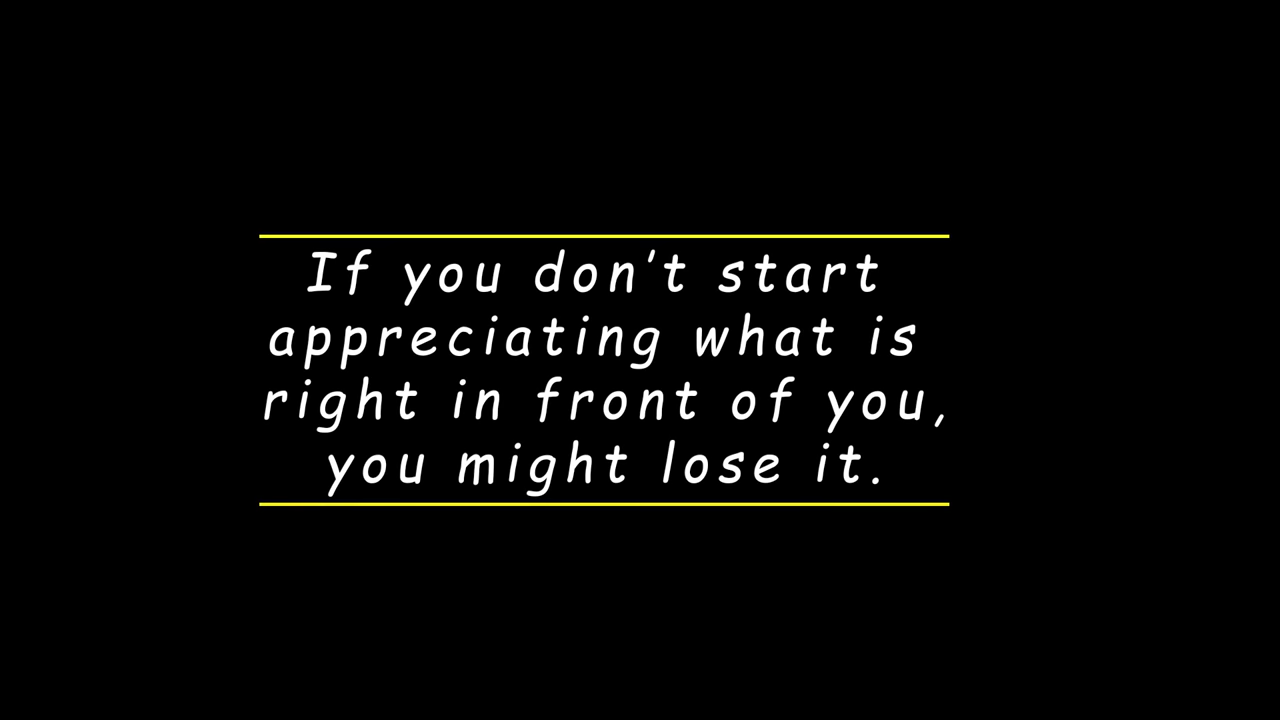 If you don't start
appreciating what is
right in front of you,
you might lose it.